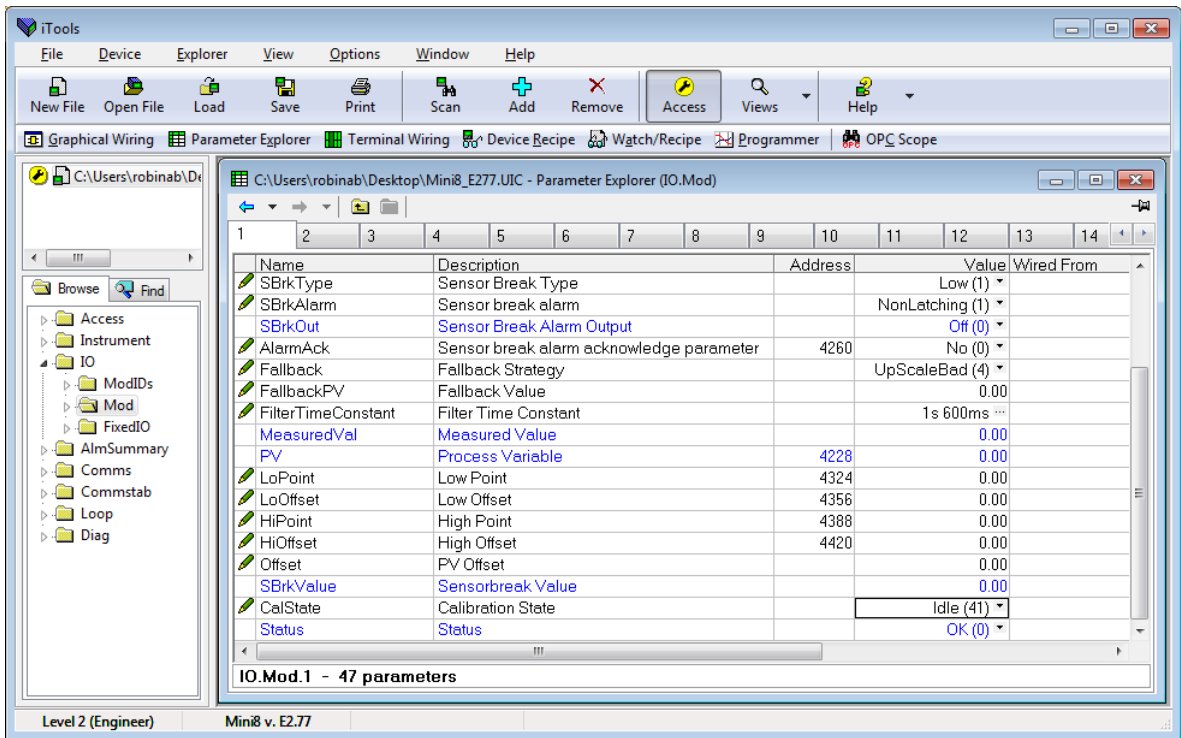 iTools
File Device Explorer View Options Window Help
New File Open File Load Save Print Scan Add Remove Access Views Help
Graphical Wiring Parameter Explorer Terminal Wiring Device Recipe Watch/Recipe Programmer OPC Scope
C:\Users\robinab\De
Browse Find
Access
Instrument
IO
ModIDs
Mod
FixedIO
AlmSummary
Comms
Commstab
Loop
Diag
C:\Users\robinab\Desktop\Mini8_E277.UIC - Parameter Explorer (IO.Mod)
1 2 3 4 5 6 7 8 9 10 11 12 13 14
Name Description Address Value Wired From
SBrkType Sensor Break Type Low (1)
SBrkAlarm Sensor break alarm NonLatching (1)
SBrkOut Sensor Break Alarm Output Off (0)
AlarmAck Sensor break alarm acknowledge parameter 4260 No (0)
Fallback Fallback Strategy UpScaleBad (4)
FallbackPV Fallback Value 0.00
FilterTimeConstant Filter Time Constant 1s 600ms ...
MeasuredVal Measured Value 0.00
PV Process Variable 4228 0.00
LoPoint Low Point 4324 0.00
LoOffset Low Offset 4356 0.00
HiPoint High Point 4388 0.00
HiOffset High Offset 4420 0.00
Offset PV Offset 0.00
SBrkValue Sensorbreak Value 0.00
CalState Calibration State Idle (41)
Status Status OK (0)
IO.Mod.1 - 47 parameters
Level 2 (Engineer) Mini8 v. E2.77